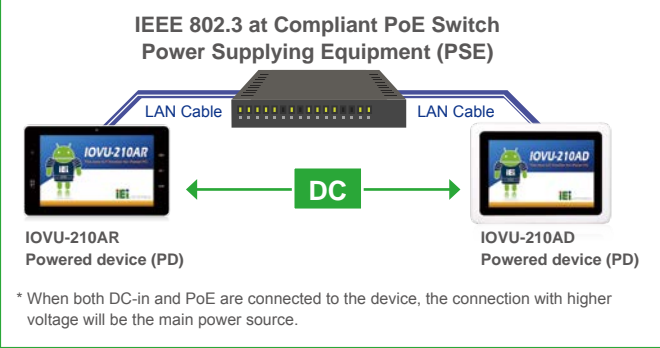 IEEE 802.3 at Compliant PoE Switch
Power Supplying Equipment (PSE)
LAN Cable
LAN Cable
IOVU-210AR
IOVU-210AD
iEi
iEi
DC
IOVU-210AR
Powered device (PD)
IOVU-210AD
Powered device (PD)
* When both DC-in and PoE are connected to the device, the connection with higher
voltage will be the main power source.